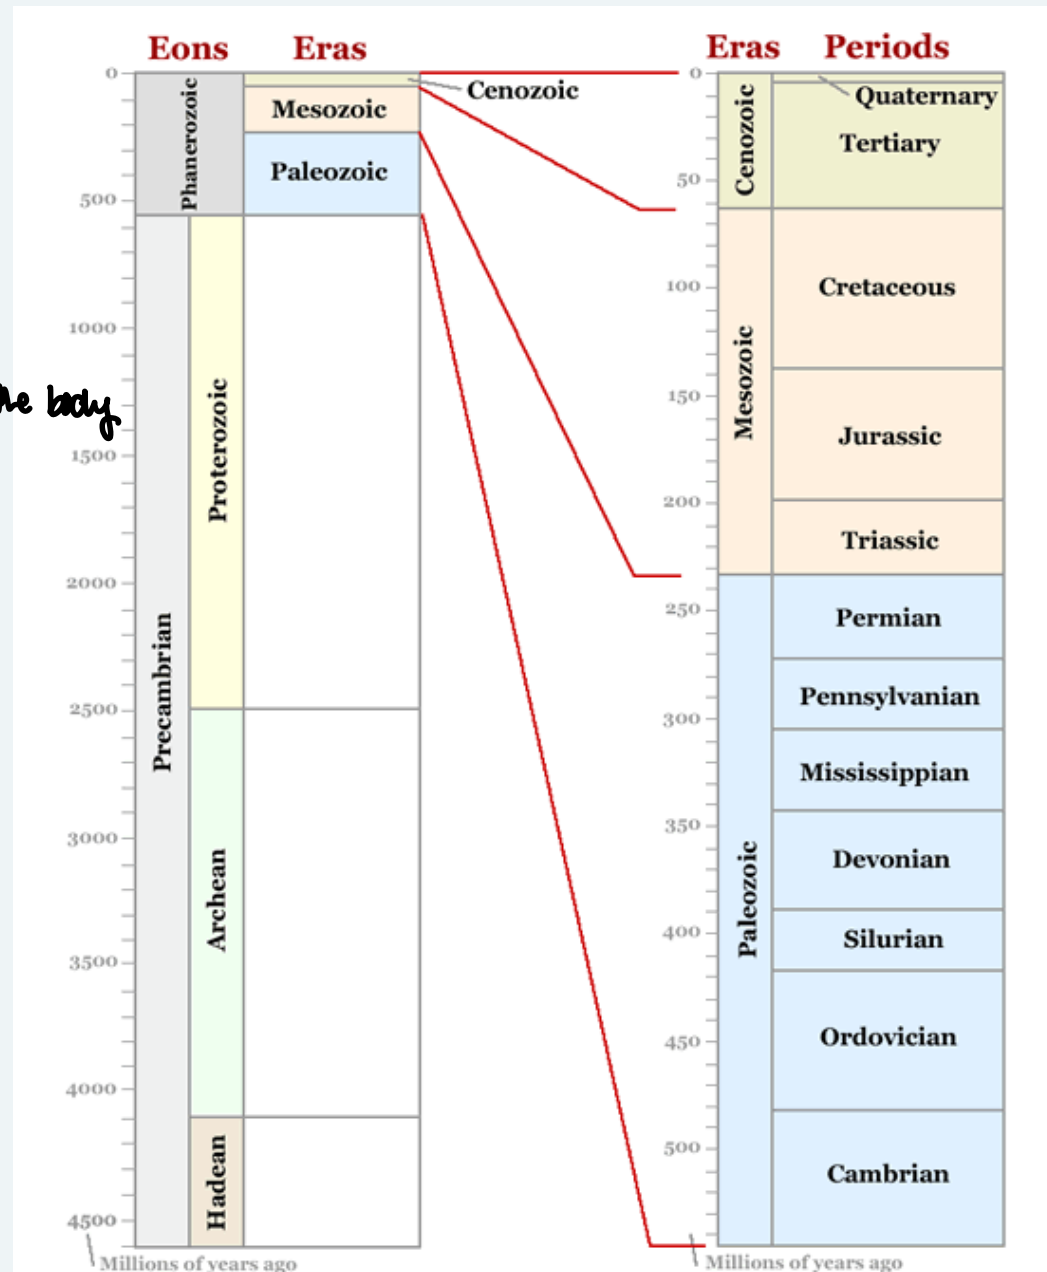 Eons Eras
0
Phanerozoic
Cenozoic
Mesozoic
Paleozoic
500
1000
body
1500
2000
2500
3000
3500
4000
4500
Precambrian
Proterozoic
Archean
Hadean
Millions of years ago
Eras Periods
0
Cenozoic
Quaternary
Tertiary
50
100
150
200
Mesozoic
Cretaceous
Jurassic
Triassic
250
300
350
400
450
500
Paleozoic
Permian
Pennsylvanian
Mississippian
Devonian
Silurian
Ordovician
Cambrian
Millions of years ago